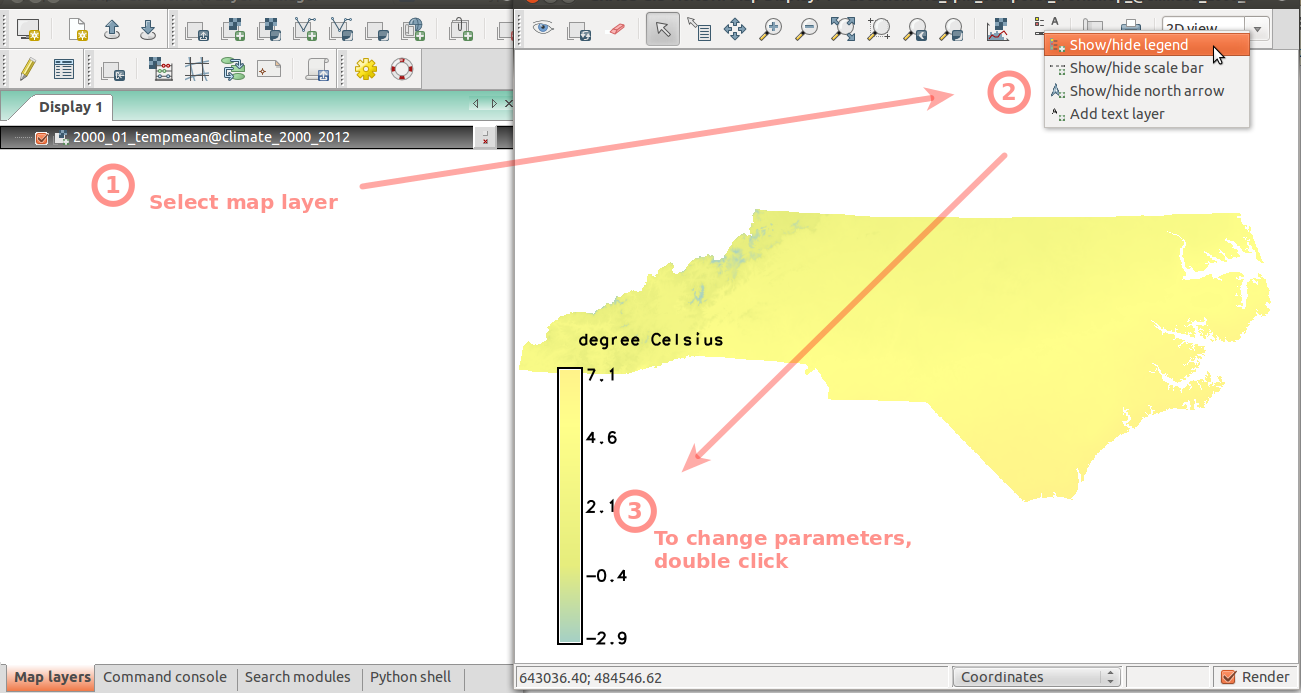 2D view
Show/hide legend
Show/hide scale bar
Show/hide north arrow
Add text layer
Display 1
2000_01_tempmean@climate_2000_2012
1
Select map layer
2
degree Celsius
7.1
4.6
2.1
-0.4
-2.9
3
To change parameters,
double click
Map layers
Command console
Search modules
Python shell
643036.40; 484546.62
Coordinates
Render